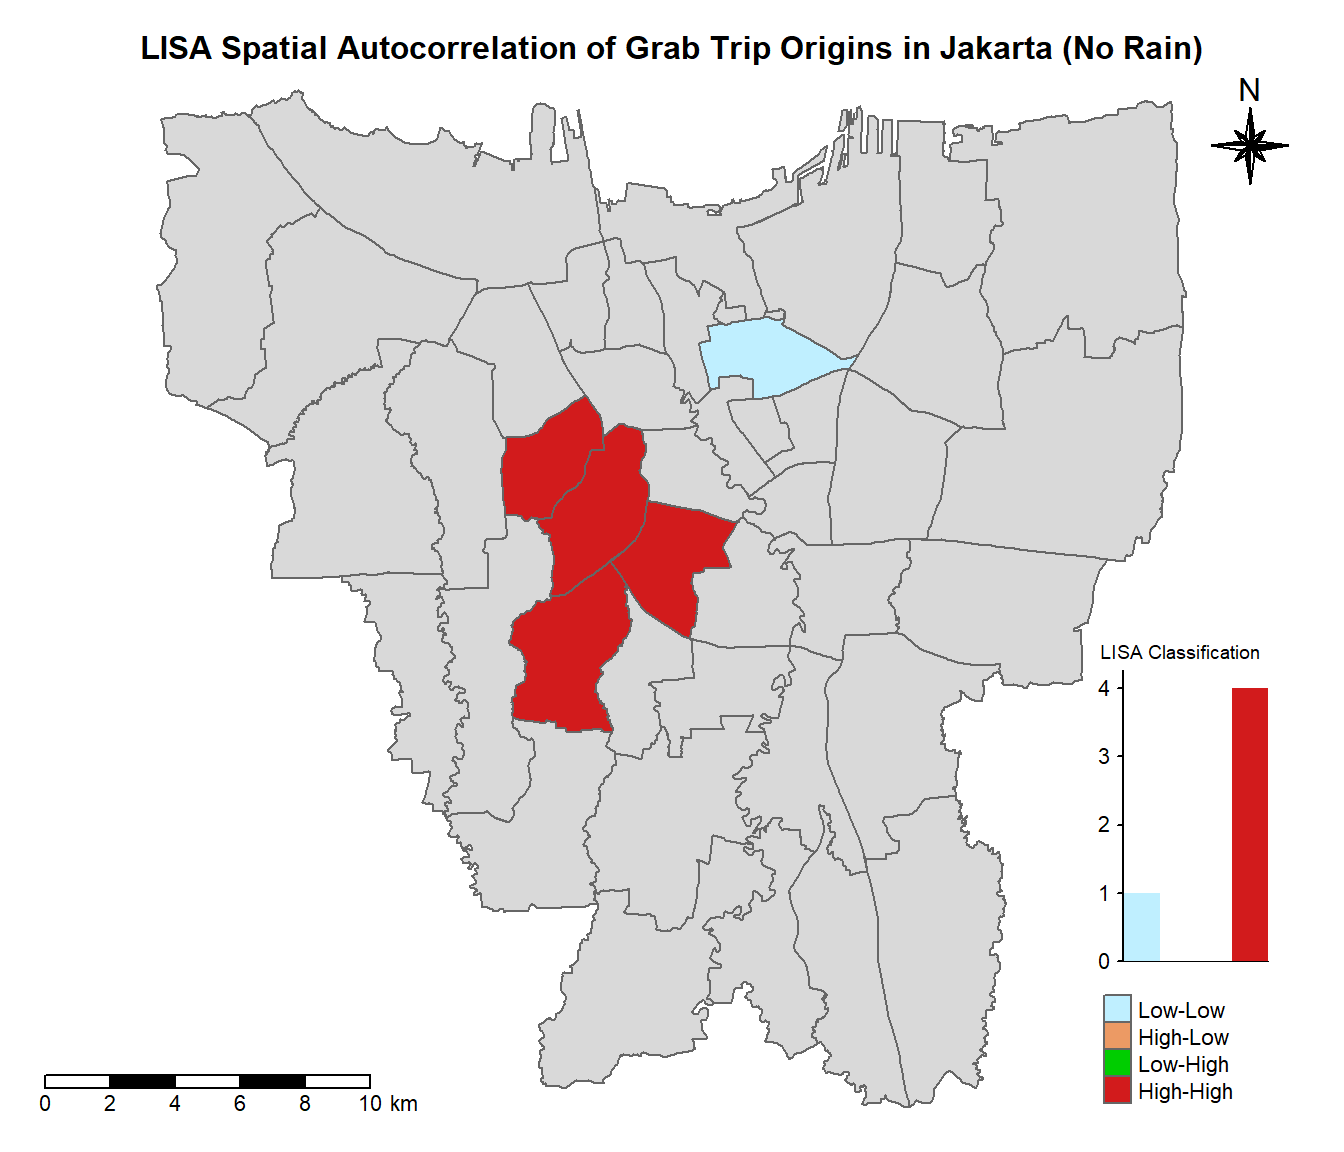 LISA Spatial Autocorrelation of Grab Trip Origins in Jakarta (No Rain)
N
LISA Classification
4
3
2
1
0
Low-Low
High-Low
Low-High
High-High
0 2 4 6 8 10 km